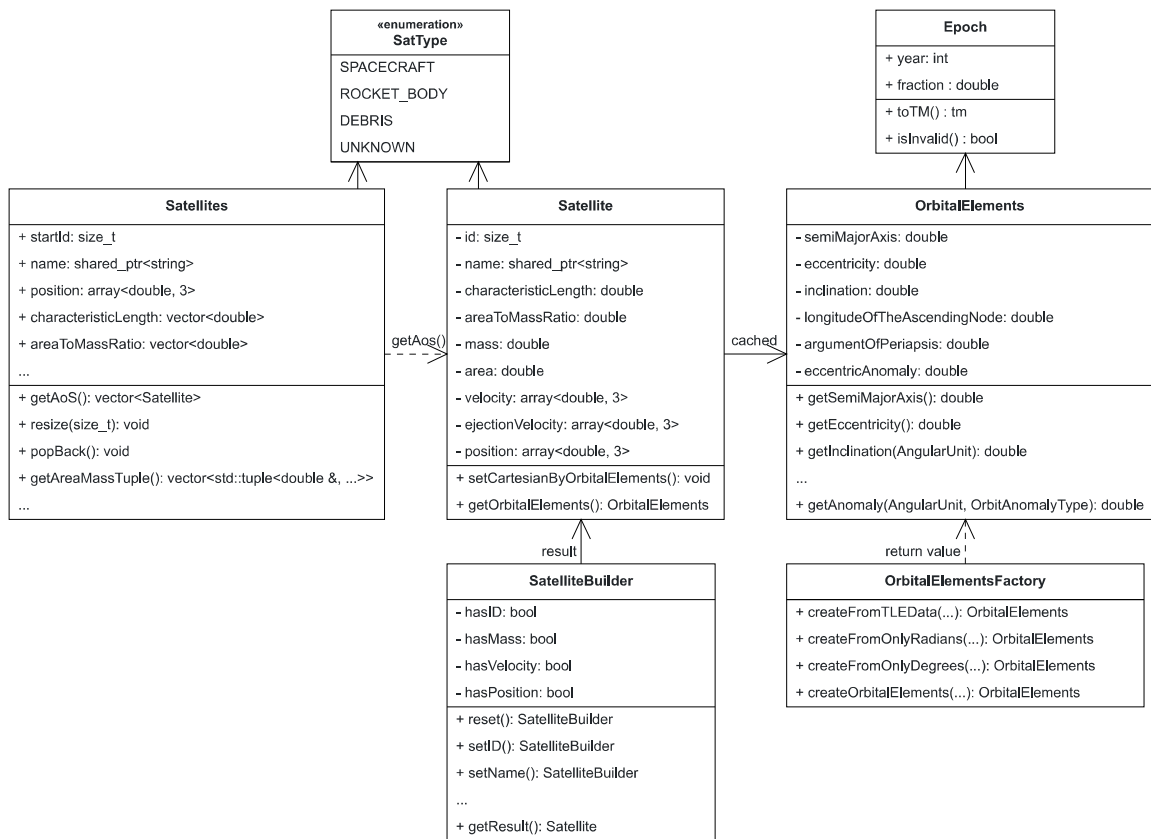 «enumeration»
SatType
SPACECRAFT
ROCKET_BODY
DEBRIS
UNKNOWN
Epoch
+ year: int
+ fraction : double
+ toTM() : tm
+ isInvalid() : bool
Satellites
+ startId: size_t
+ name: shared_ptr<string>
+ position: array<double, 3>
+ characteristicLength: vector<double>
+ areaToMassRatio: vector<double>
...
+ getAoS(): vector<Satellite>
+ resize(size_t): void
+ popBack(): void
+ getAreaMassTuple(): vector<std::tuple<double &, ...>>
...
getAos()
Satellite
- id: size_t
- name: shared_ptr<string>
- characteristicLength: double
- areaToMassRatio: double
- mass: double
- area: double
- velocity: array<double, 3>
- ejectionVelocity: array<double, 3>
- position: array<double, 3>
+ setCartesianByOrbitalElements(): void
+ getOrbitalElements(): OrbitalElements
cached
OrbitalElements
- semiMajorAxis: double
- eccentricity: double
- inclination: double
- longitudeOfTheAscendingNode: double
- argumentOfPeriapsis: double
- eccentricAnomaly: double
+ getSemiMajorAxis(): double
+ getEccentricity(): double
+ getInclination(AngularUnit): double
...
+ getAnomaly(AngularUnit, OrbitAnomalyType): double
result
SatelliteBuilder
- hasID: bool
- hasMass: bool
- hasVelocity: bool
- hasPosition: bool
+ reset(): SatelliteBuilder
+ setID(): SatelliteBuilder
+ setName(): SatelliteBuilder
...
+ getResult(): Satellite
return value
OrbitalElementsFactory
+ createFromTLEData(...): OrbitalElements
+ createFromOnlyRadians(...): OrbitalElements
+ createFromOnlyDegrees(...): OrbitalElements
+ createOrbitalElements(...): OrbitalElements